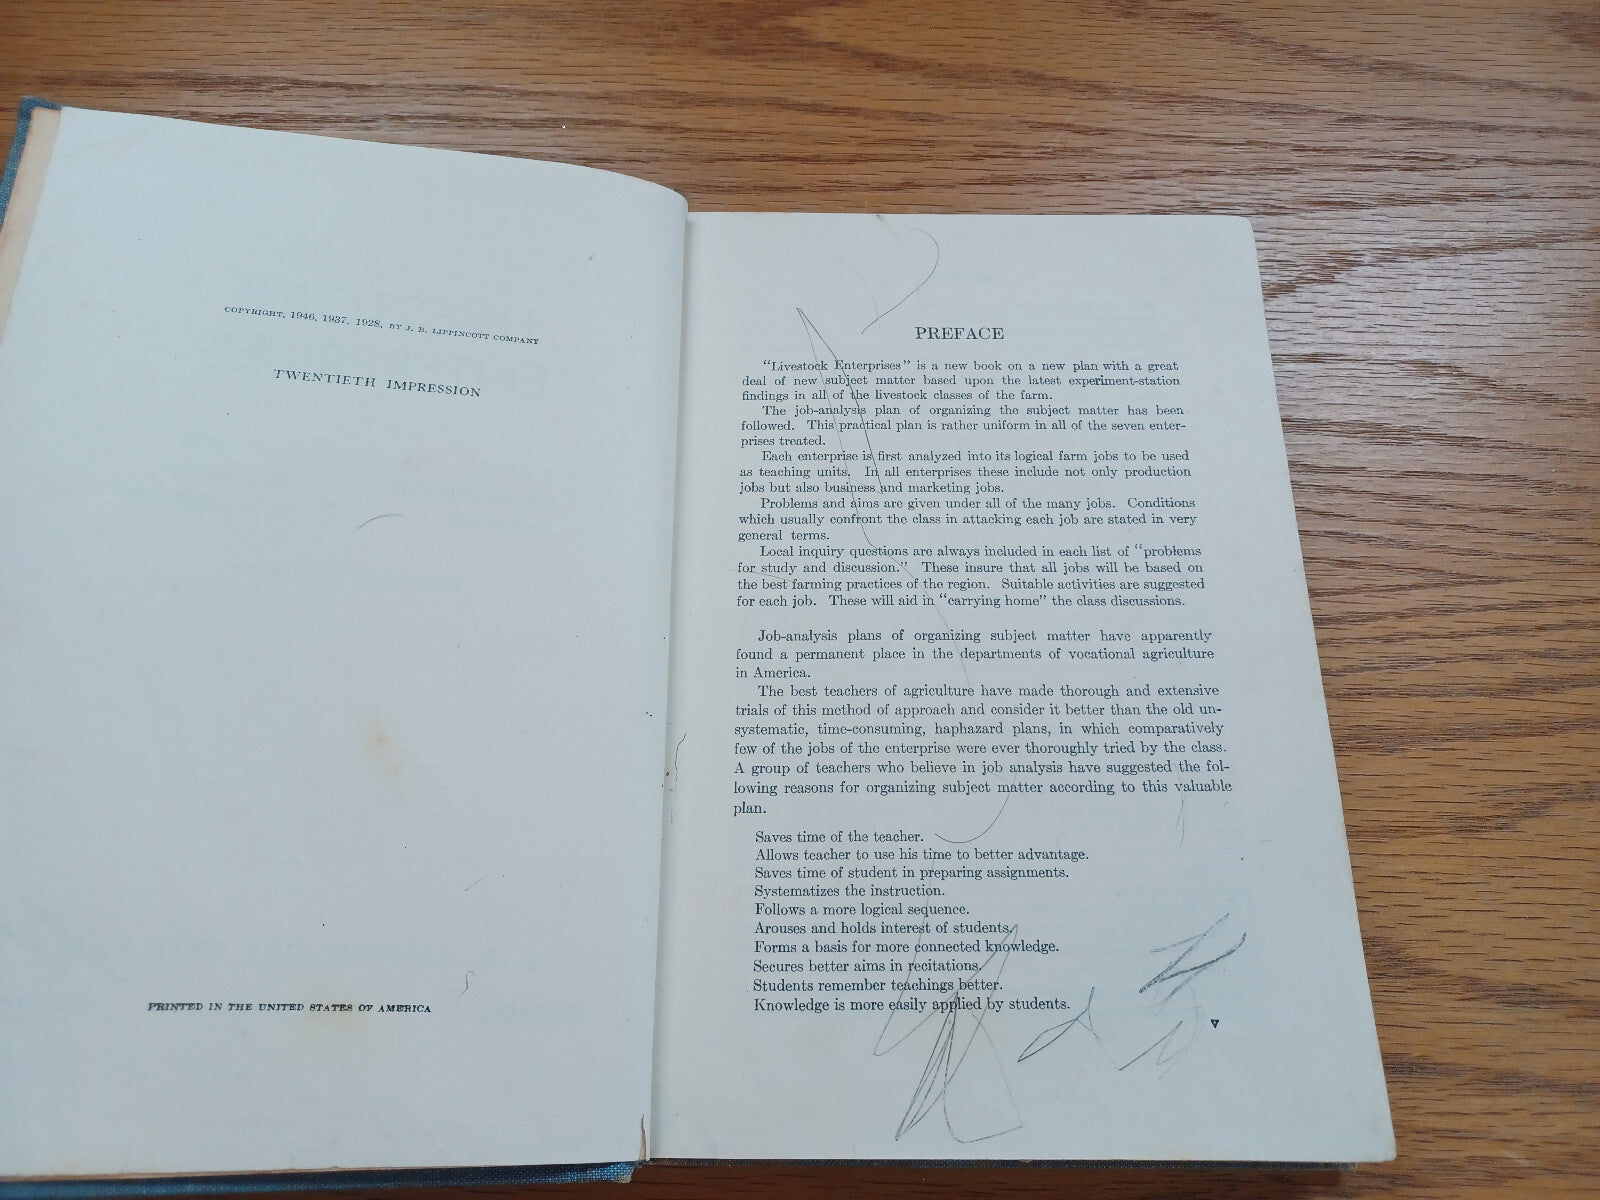 COPYRIGHT, 1946, 1937, 1928, BY J. B. LIPPINCOTT COMPANY
TWENTIETH IMPRESSION
PRINTED IN THE UNITED STATES OF AMERICA
PREFACE
"Livestock Enterprises" is a new book on a new plan with a great
deal of new subject matter based upon the latest experiment-station
findings in all of the livestock classes of the farm.
The job-analysis plan of organizing the subject matter has been
followed. This practical plan is rather uniform in all of the seven enter-
prises treated.
Each enterprise is first analyzed into its logical farm jobs to be used
as teaching units. In all enterprises these include not only production
jobs but also business and marketing jobs.
Problems and aims are given under all of the many jobs. Conditions
which usually confront the class in attacking each job are stated in very
general terms.
Local inquiry questions are always included in each list of "problems
for study and discussion." These insure that all jobs will be based on
the best farming practices of the region. Suitable activities are suggested
for each job. These will aid in "carrying home" the class discussions.
Job-analysis plans of organizing subject matter have apparently
found a permanent place in the departments of vocational agriculture
in America.
The best teachers of agriculture have made thorough and extensive
trials of this method of approach and consider it better than the old un-
systematic, time-consuming, haphazard plans, in which comparatively
few of the jobs of the enterprise were ever thoroughly tried by the class.
A group of teachers who believe in job analysis have suggested the fol-
lowing reasons for organizing subject matter according to this valuable
plan.
Saves time of the teacher.
Allows teacher to use his time to better advantage.
Saves time of student in preparing assignments.
Systematizes the instruction.
Follows a more logical sequence.
Arouses and holds interest of students.
Forms a basis for more connected knowledge.
Secures better aims in recitations.
Students remember teachings better.
Knowledge is more easily applied by students.
v